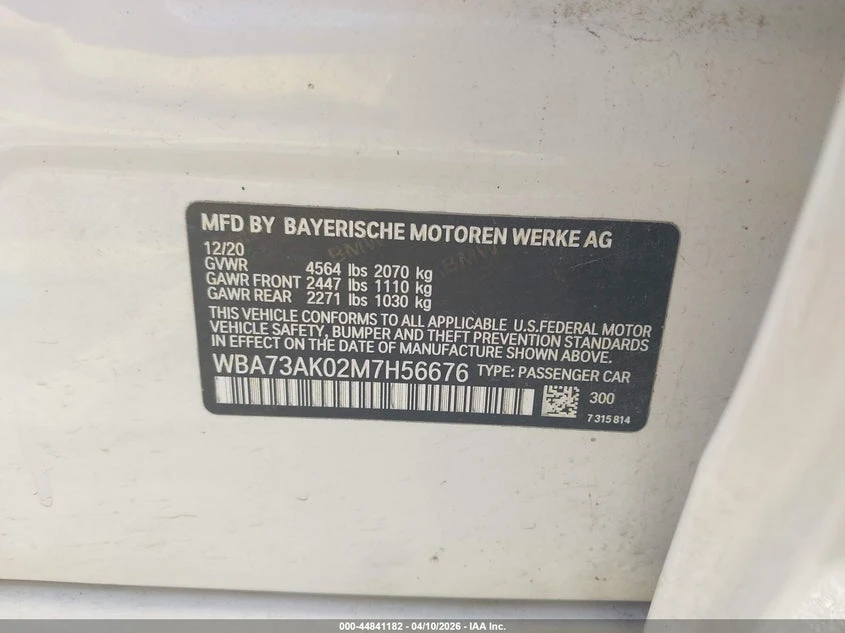 MFD BY BAYERISCHE MOTOREN WERKE AG
12/20
GVWR 4564 lbs 2070 kg
GAWR FRONT 2447 lbs 1110 kg
GAWR REAR 2271 lbs 1030 kg
THIS VEHICLE CONFORMS TO ALL APPLICABLE U.S.FEDERAL MOTOR
VEHICLE SAFETY, BUMPER AND THEFT PREVENTION STANDARDS
IN EFFECT ON THE DATE OF MANUFACTURE SHOWN ABOVE.
WBA73AK02M7H56676 TYPE: PASSENGER CAR
300
7 315 814
BMW
BMW
000-44841182 - 04/10/2026 - IAA Inc.